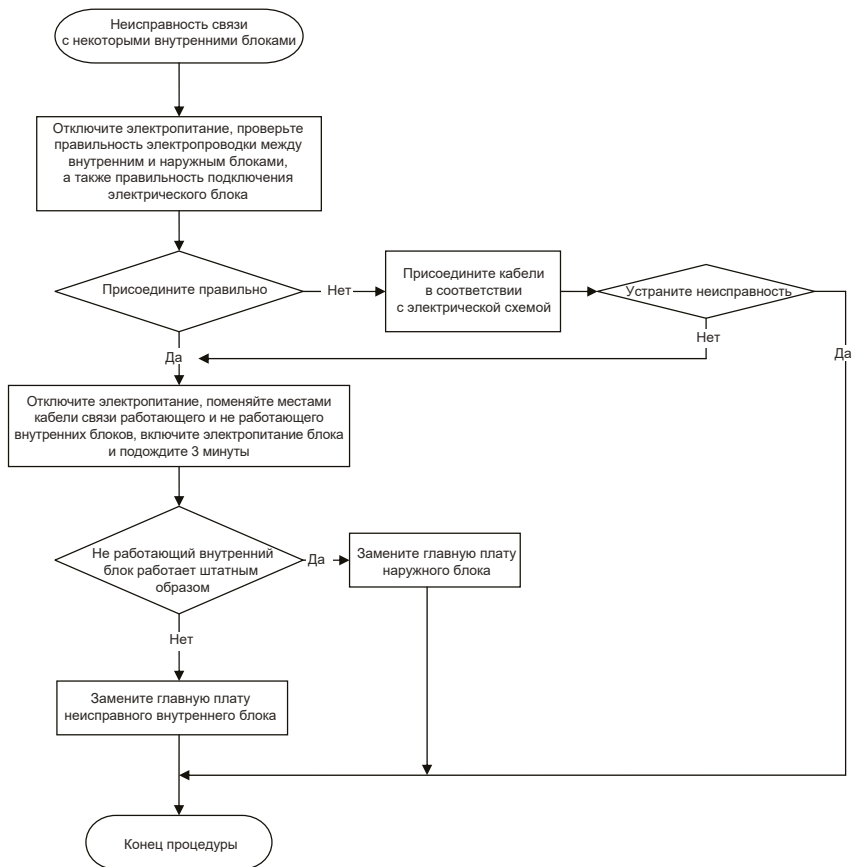 Неисправность связи
с некоторыми внутренними блоками
Отключите электропитание, проверьте
правильность электропроводки между
внутренним и наружным блоками,
а также правильность подключения
электрического блока
Присоедините правильно
Нет
Присоедините кабели
в соответствии
с электрической схемой
Устраните неисправность
Нет
Да
Да
Отключите электропитание, поменяйте местами
кабели связи работающего и не работающего
внутренних блоков, включите электропитание блока
и подождите 3 минуты
Не работающий внутренний
блок работает штатным
образом
Да
Замените главную плату
наружного блока
Нет
Замените главную плату
неисправного внутреннего блока
Конец процедуры